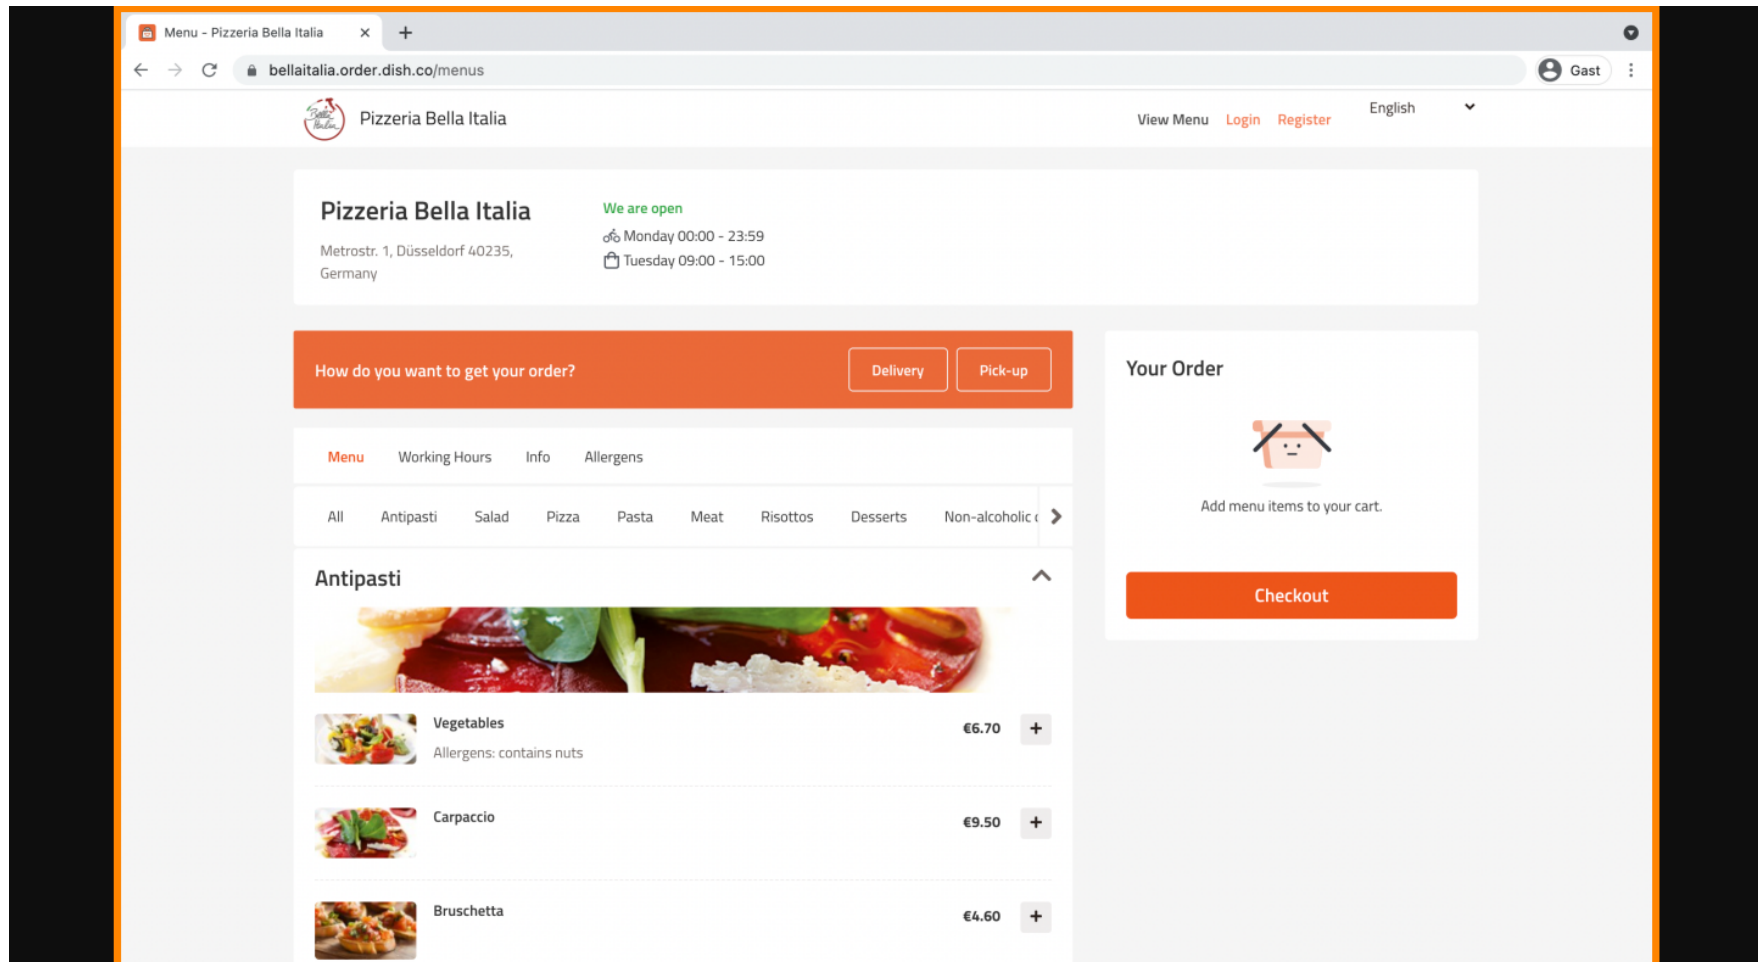 Menu - Pizzeria Bella Italia
bellaitalia.order.dish.co/menus
Gast
Bella Italia
Pizzeria Bella Italia
View Menu Login Register English
Pizzeria Bella Italia
Metrostr. 1, Düsseldorf 40235,
Germany
We are open
Monday 00:00 - 23:59
Tuesday 09:00 - 15:00
How do you want to get your order?
Delivery Pick-up
Menu Working Hours Info Allergens
All Antipasti Salad Pizza Pasta Meat Risottos Desserts Non-alcoholic
Antipasti
Vegetables
€6.70 +
Allergens: contains nuts
Carpaccio
€9.50 +
Bruschetta
€4.60 +
Your Order
Add menu items to your cart.
Checkout